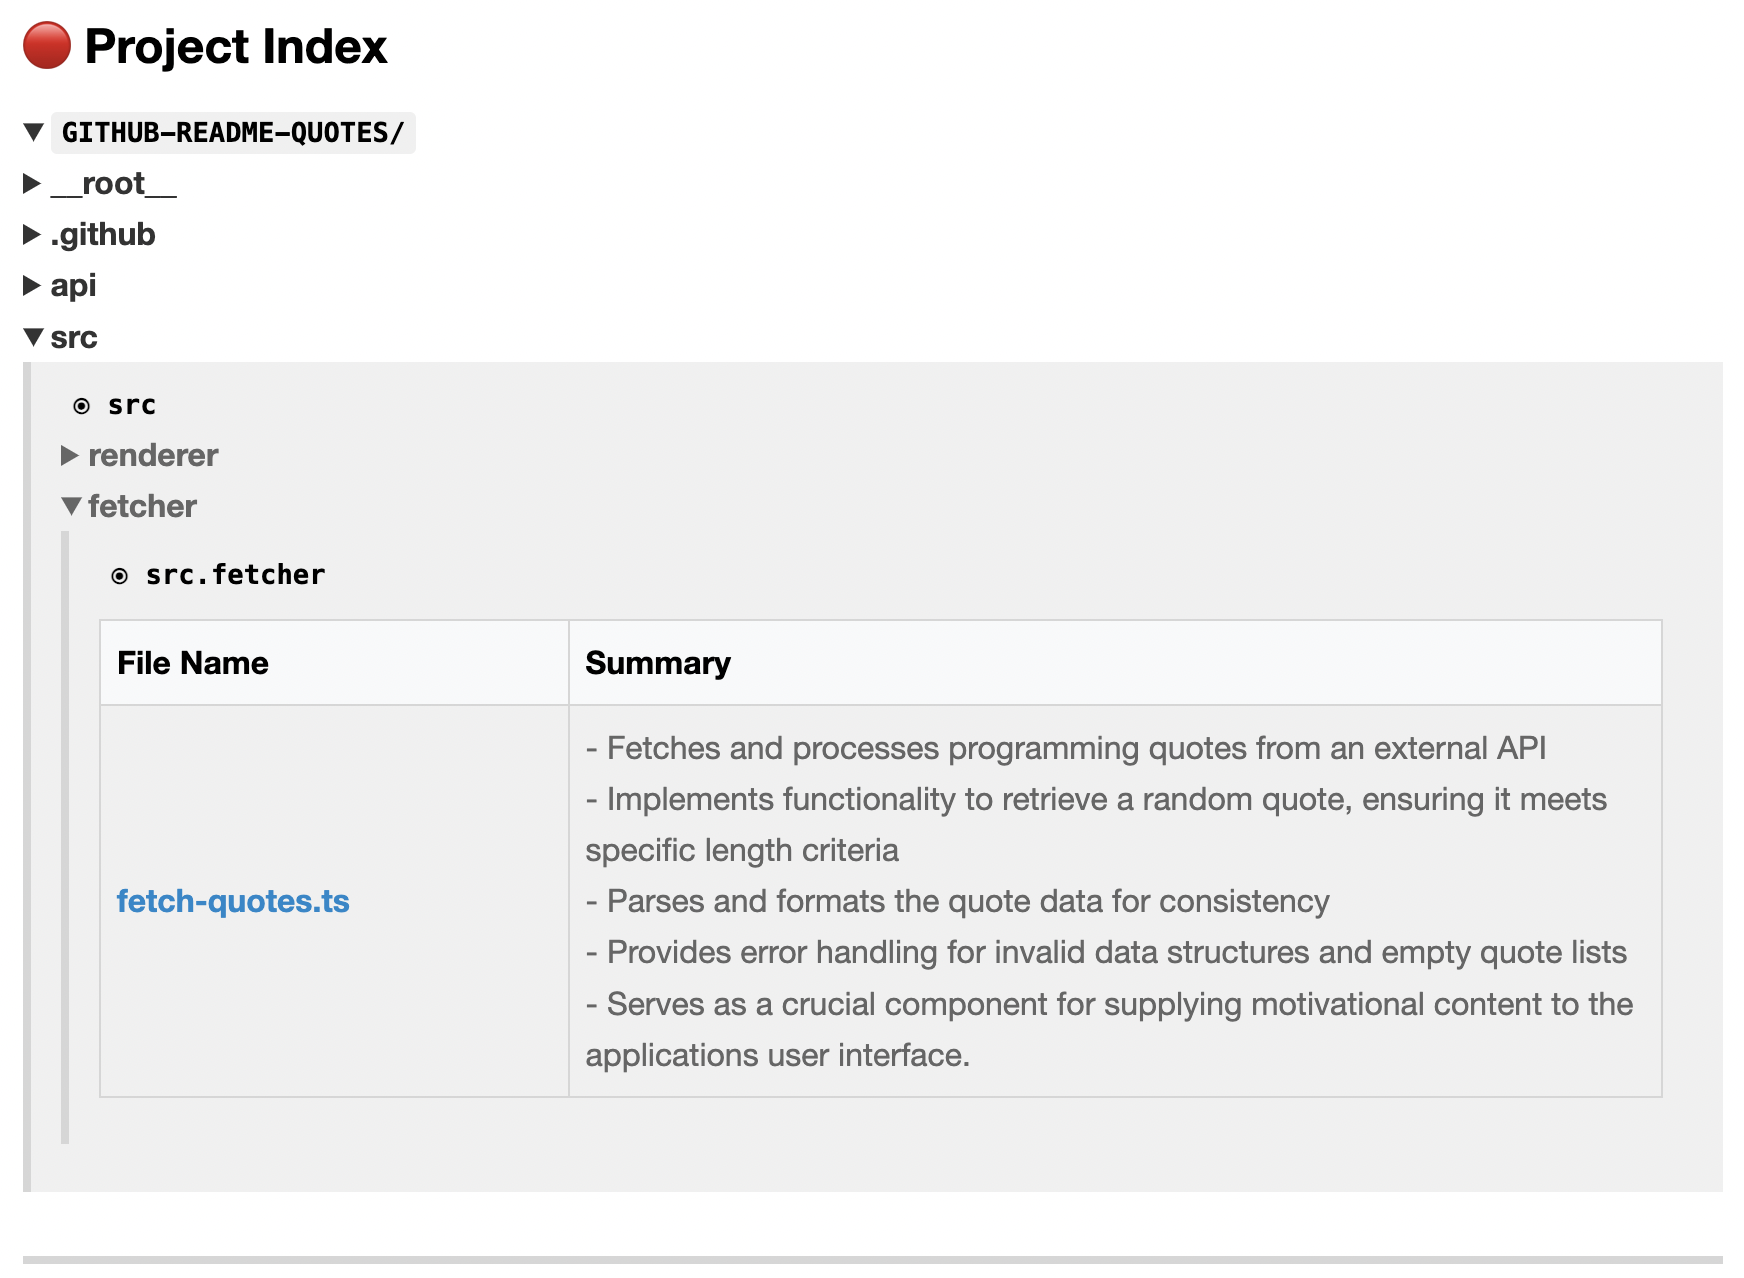 Project Index
GITHUB-README-QUOTES/
__root__
.github
api
src
src
renderer
fetcher
src.fetcher
File Name
Summary
fetch-quotes.ts
- Fetches and processes programming quotes from an external API
- Implements functionality to retrieve a random quote, ensuring it meets
specific length criteria
- Parses and formats the quote data for consistency
- Provides error handling for invalid data structures and empty quote lists
- Serves as a crucial component for supplying motivational content to the
applications user interface.